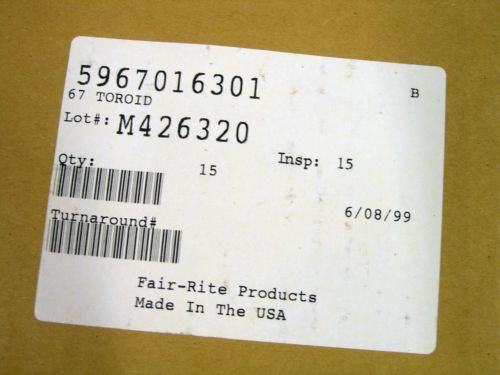 5967016301 B
67 TOROID
Lot#: M426320
Qty: 15 Insp: 15
Turnaround# 6/08/99
Fair-Rite Products
Made In The USA